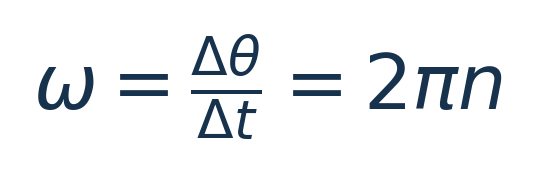 ω = Δθ/Δt = 2πn